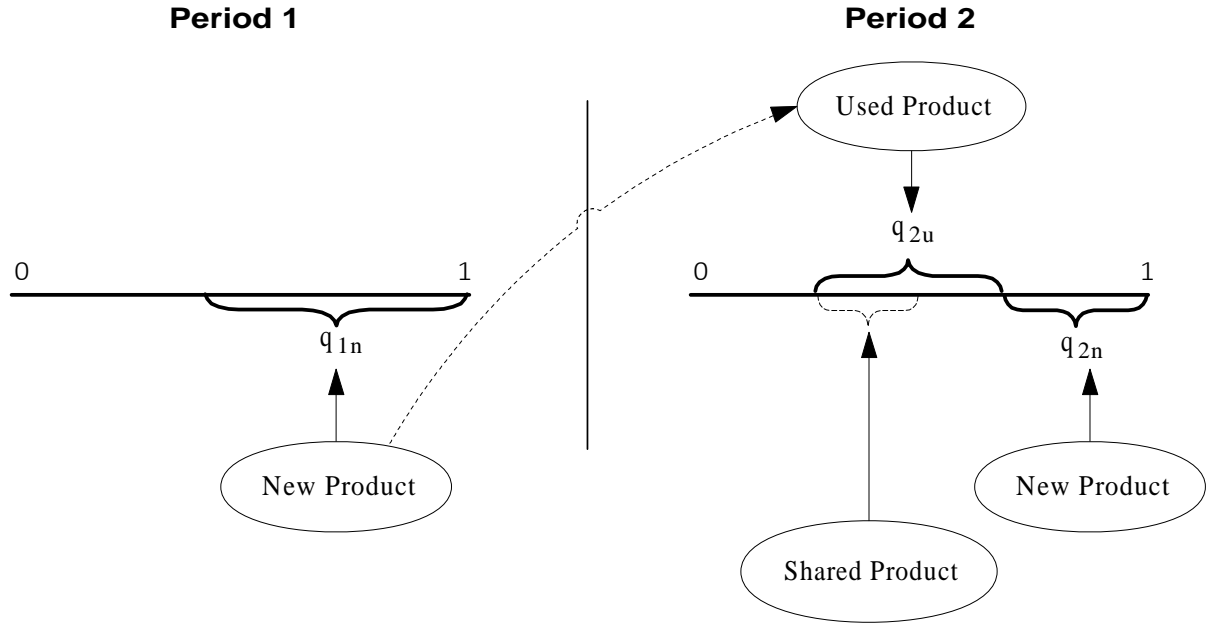 Period 1
0 1
q1n
New Product
Period 2
Used Product
q2u
0 1
q2n
New Product
Shared Product